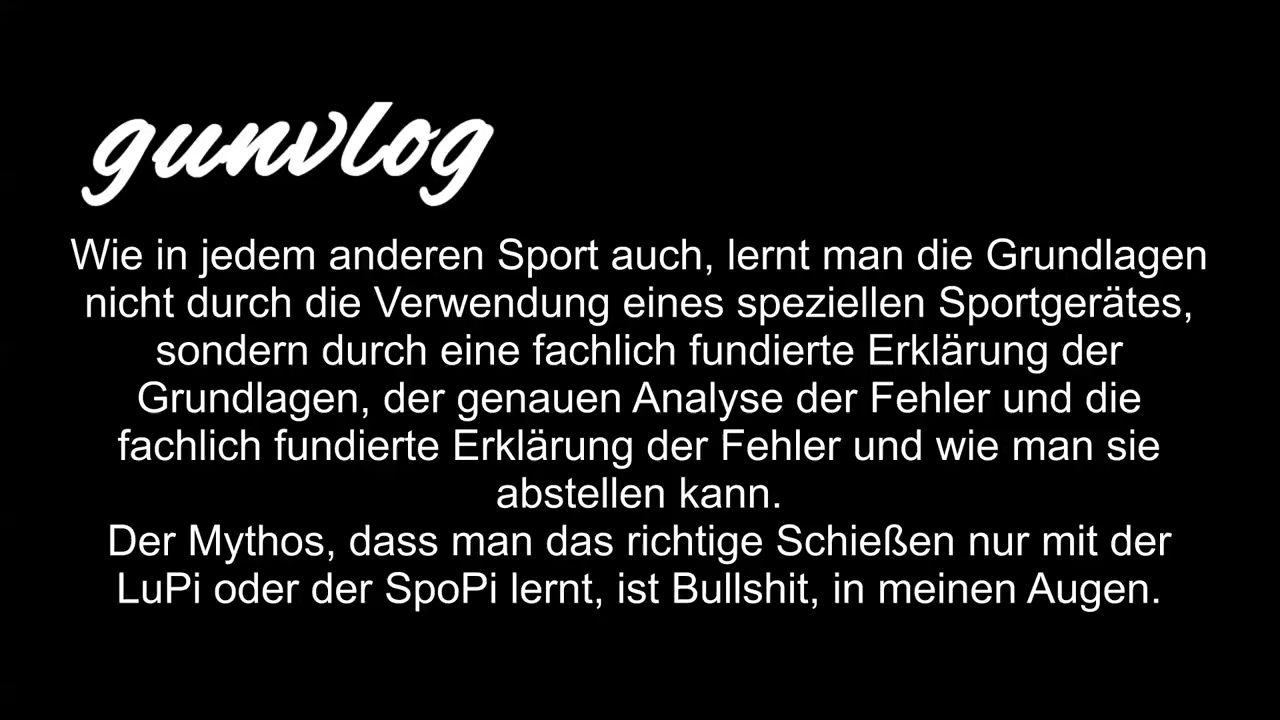 gunvlog
Wie in jedem anderen Sport auch, lernt man die Grundlagen
nicht durch die Verwendung eines speziellen Sportgerätes,
sondern durch eine fachlich fundierte Erklärung der
Grundlagen, der genauen Analyse der Fehler und die
fachlich fundierte Erklärung der Fehler und wie man sie
abstellen kann.
Der Mythos, dass man das richtige Schießen nur mit der
LuPi oder der SpoPi lernt, ist Bullshit, in meinen Augen.